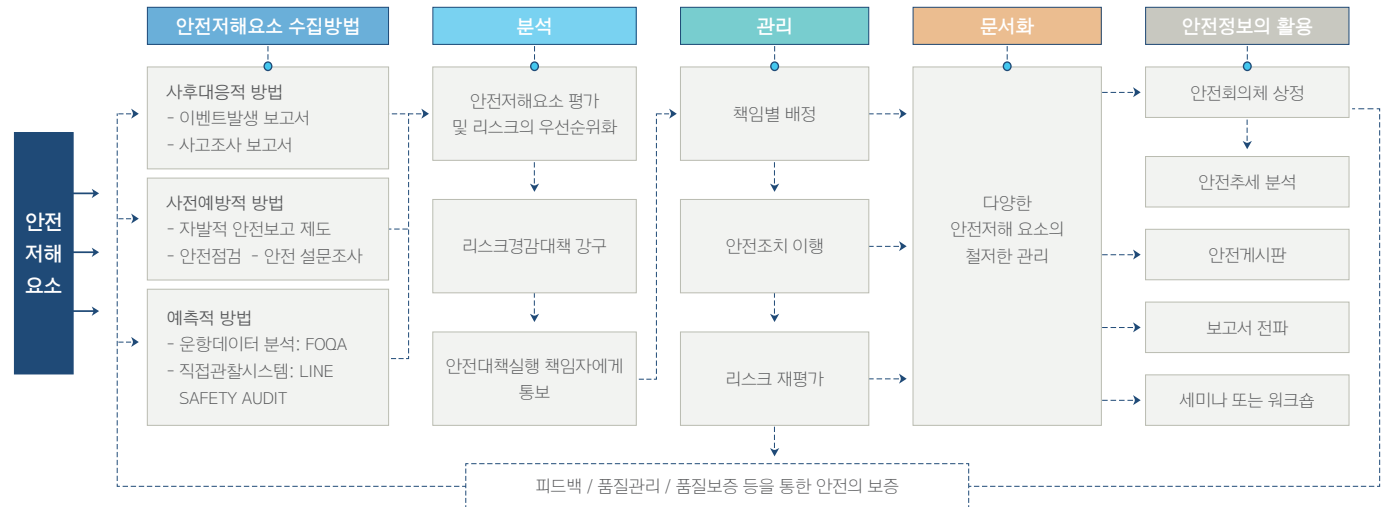 안전
저해
요소
안전저해요소 수집방법
사후대응적 방법
- 이벤트발생 보고서
- 사고조사 보고서
사전예방적 방법
- 자발적 안전보고 제도
- 안전점검 - 안전 설문조사
예측적 방법
- 운항데이터 분석: FOQA
- 직접관찰시스템: LINE
SAFETY AUDIT
분석
안전저해요소 평가
및 리스크의 우선순위화
리스크경감대책 강구
안전대책실행 책임자에게
통보
관리
책임별 배정
안전조치 이행
리스크 재평가
문서화
다양한
안전저해 요소의
철저한 관리
안전정보의 활용
안전회의체 상정
안전추세 분석
안전게시판
보고서 전파
세미나 또는 워크숍
피드백 / 품질관리 / 품질보증 등을 통한 안전의 보증